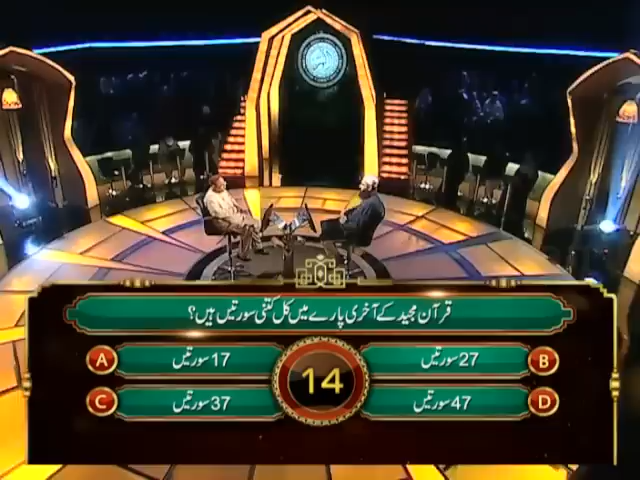 قرآن مجید کے آخری پارے میں کل کتنی سورتیں ہیں؟
A 17 سورتیں
B 27 سورتیں
14
C 37 سورتیں
D 47 سورتیں